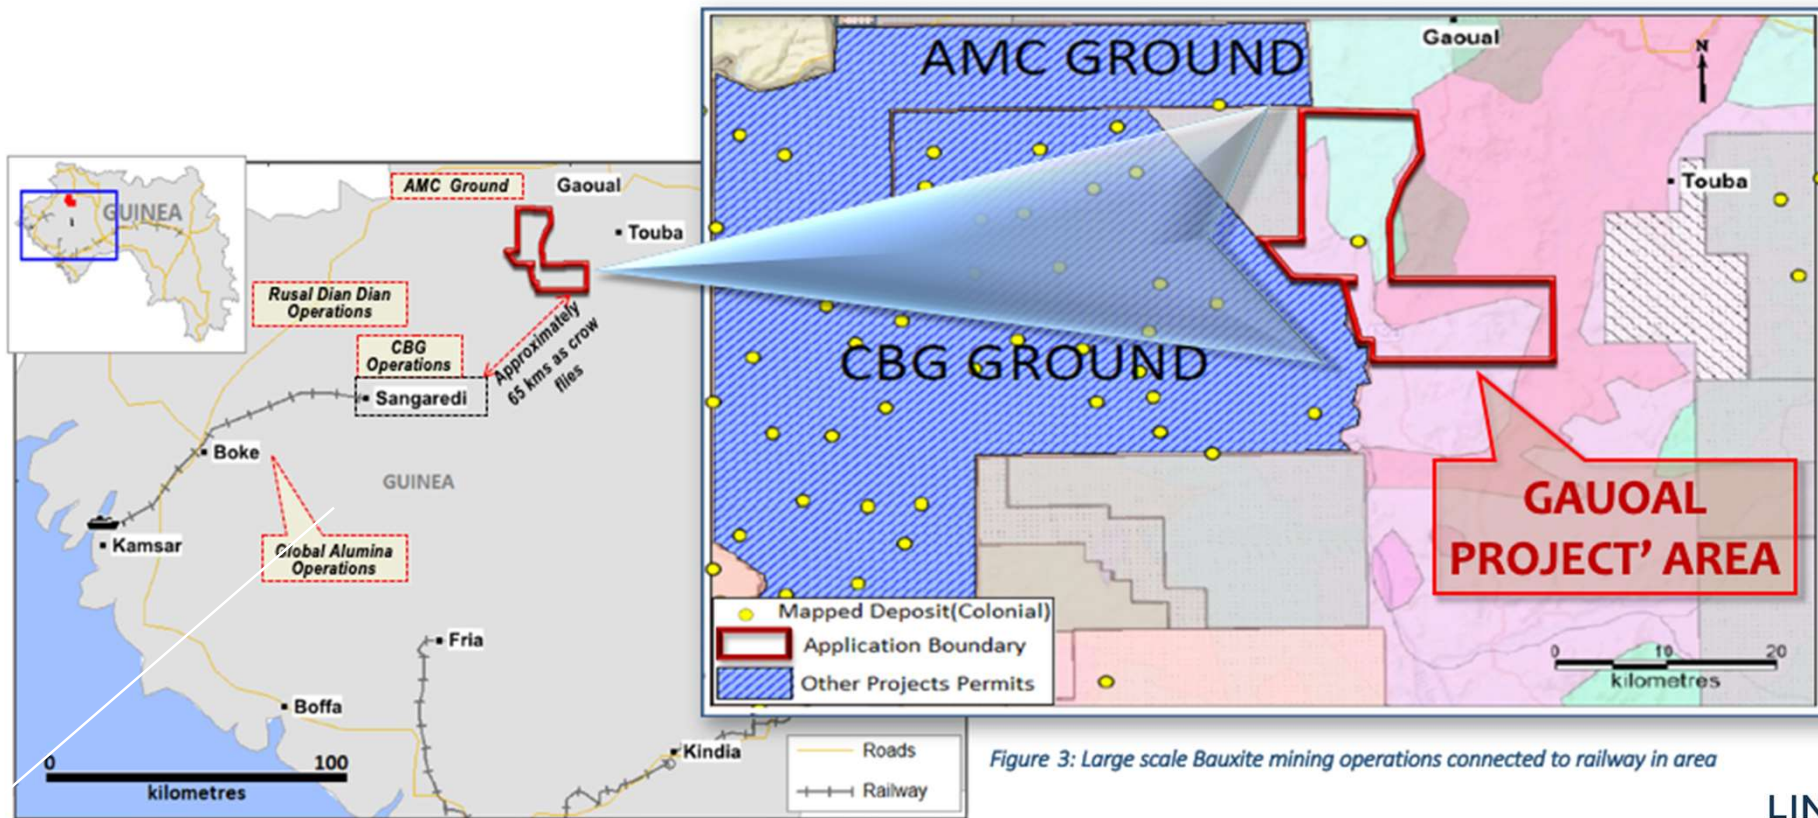 GUINEA
AMC Ground
Gaoual
Touba
Rusal Dian Dian
Operations
CBG
Operations
Approximately
65 kms as crow
flies
Sangaredi
Boke
GUINEA
Kamsar
Global Alumina
Operations
Fria
Boffa
Kindia
0 100
kilometres
Roads
Railway
AMC GROUND
Gaoual
N
Touba
CBG GROUND
GAUOAL
PROJECT’ AREA
Mapped Deposit(Colonial)
Application Boundary
Other Projects Permits
0 10 20
kilometres
Figure 3: Large scale Bauxite mining operations connected to railway in area
LIN